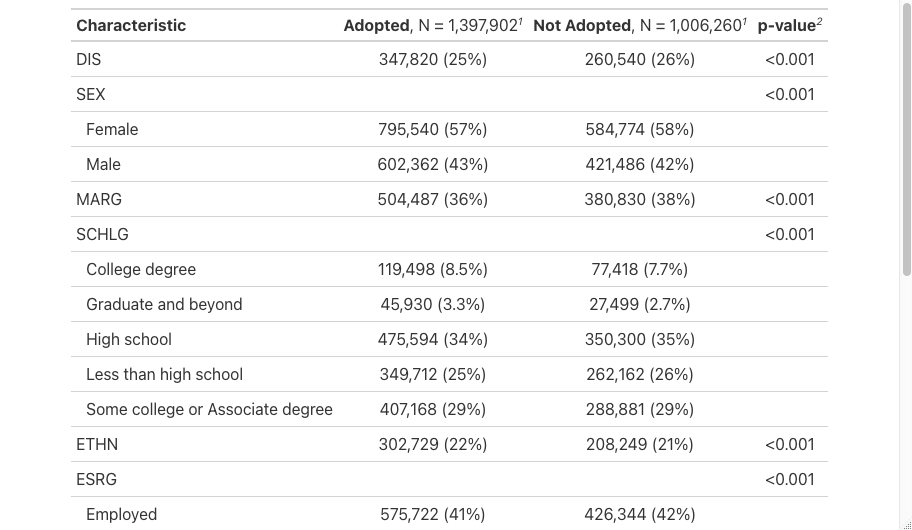 Characteristic Adopted, N = 1,397,902¹ Not Adopted, N = 1,006,260¹ p-value²
DIS 347,820 (25%) 260,540 (26%) <0.001
SEX <0.001
Female 795,540 (57%) 584,774 (58%)
Male 602,362 (43%) 421,486 (42%)
MARG 504,487 (36%) 380,830 (38%) <0.001
SCHLG <0.001
College degree 119,498 (8.5%) 77,418 (7.7%)
Graduate and beyond 45,930 (3.3%) 27,499 (2.7%)
High school 475,594 (34%) 350,300 (35%)
Less than high school 349,712 (25%) 262,162 (26%)
Some college or Associate degree 407,168 (29%) 288,881 (29%)
ETHN 302,729 (22%) 208,249 (21%) <0.001
ESRG <0.001
Employed 575,722 (41%) 426,344 (42%)